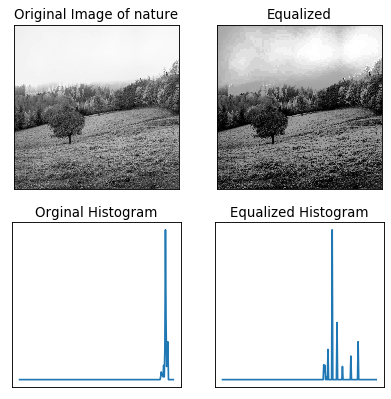 Original Image of nature
Equalized
Orginal Histogram
Equalized Histogram